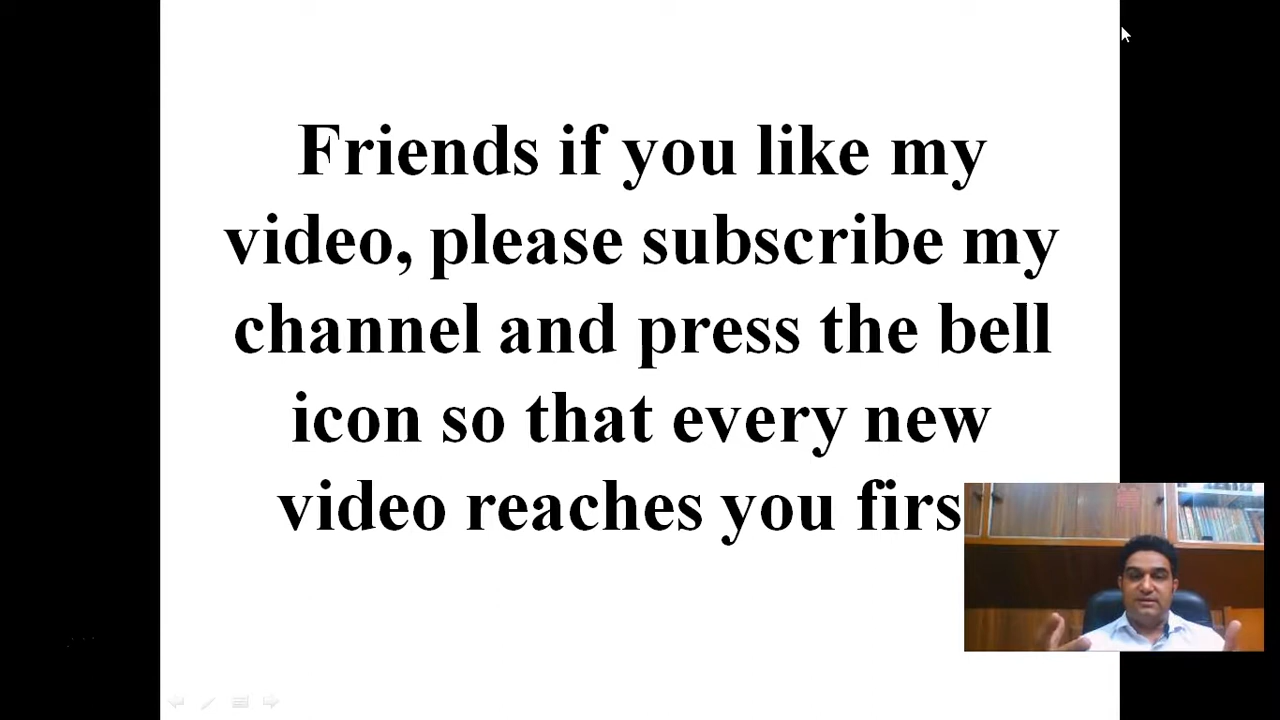 Friends if you like my
video, please subscribe my
channel and press the bell
icon so that every new
video reaches you firs